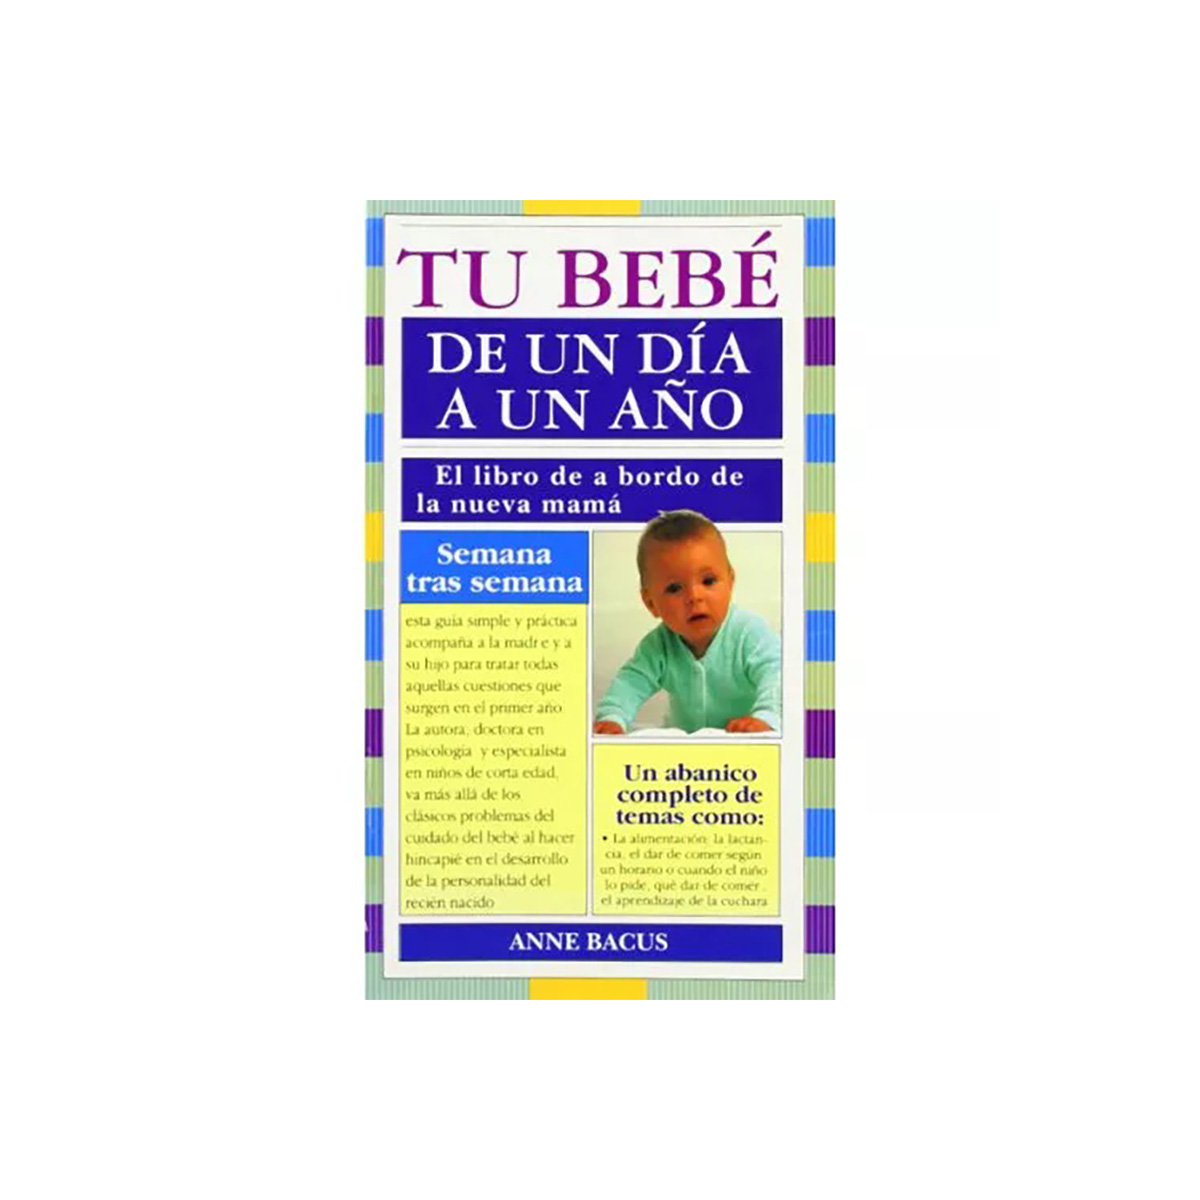 TU BEBÉ
DE UN DÍA
A UN AÑO
El libro de a bordo de
la nueva mamá
Semana
tras semana
esta guía simple y práctica
acompaña a la madre y a
su hijo para tratar todas
aquellas cuestiones que
surgen en el primer año
La autora, doctora en
psicología y especialista
en niños de corta edad,
va más allá de los
clásicos problemas del
cuidado del bebé al hacer
hincapié en el desarrollo
de la personalidad del
recién nacido
Un abanico
completo de
temas como:
• La alimentación: la lactan-
cia, el dar de comer según
un horario o cuando el niño
lo pide, qué dar de comer,
el aprendizaje de la cuchara
ANNE BACUS